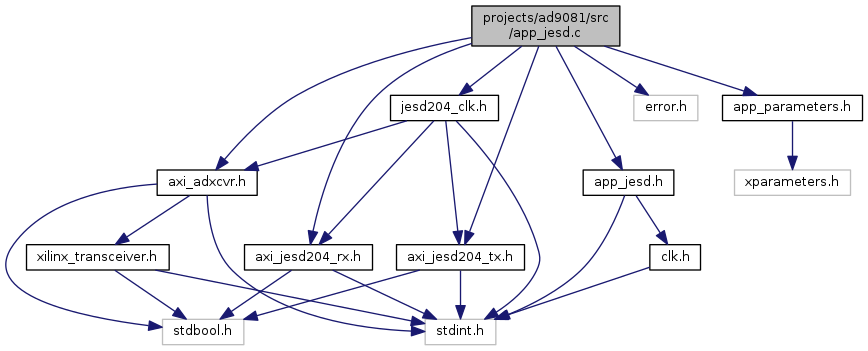 projects/ad9081/src
/app_jesd.c
jesd204_clk.h
error.h
app_parameters.h
axi_adxcvr.h
app_jesd.h
xparameters.h
xilinx_transceiver.h
axi_jesd204_rx.h
axi_jesd204_tx.h
clk.h
stdbool.h
stdint.h